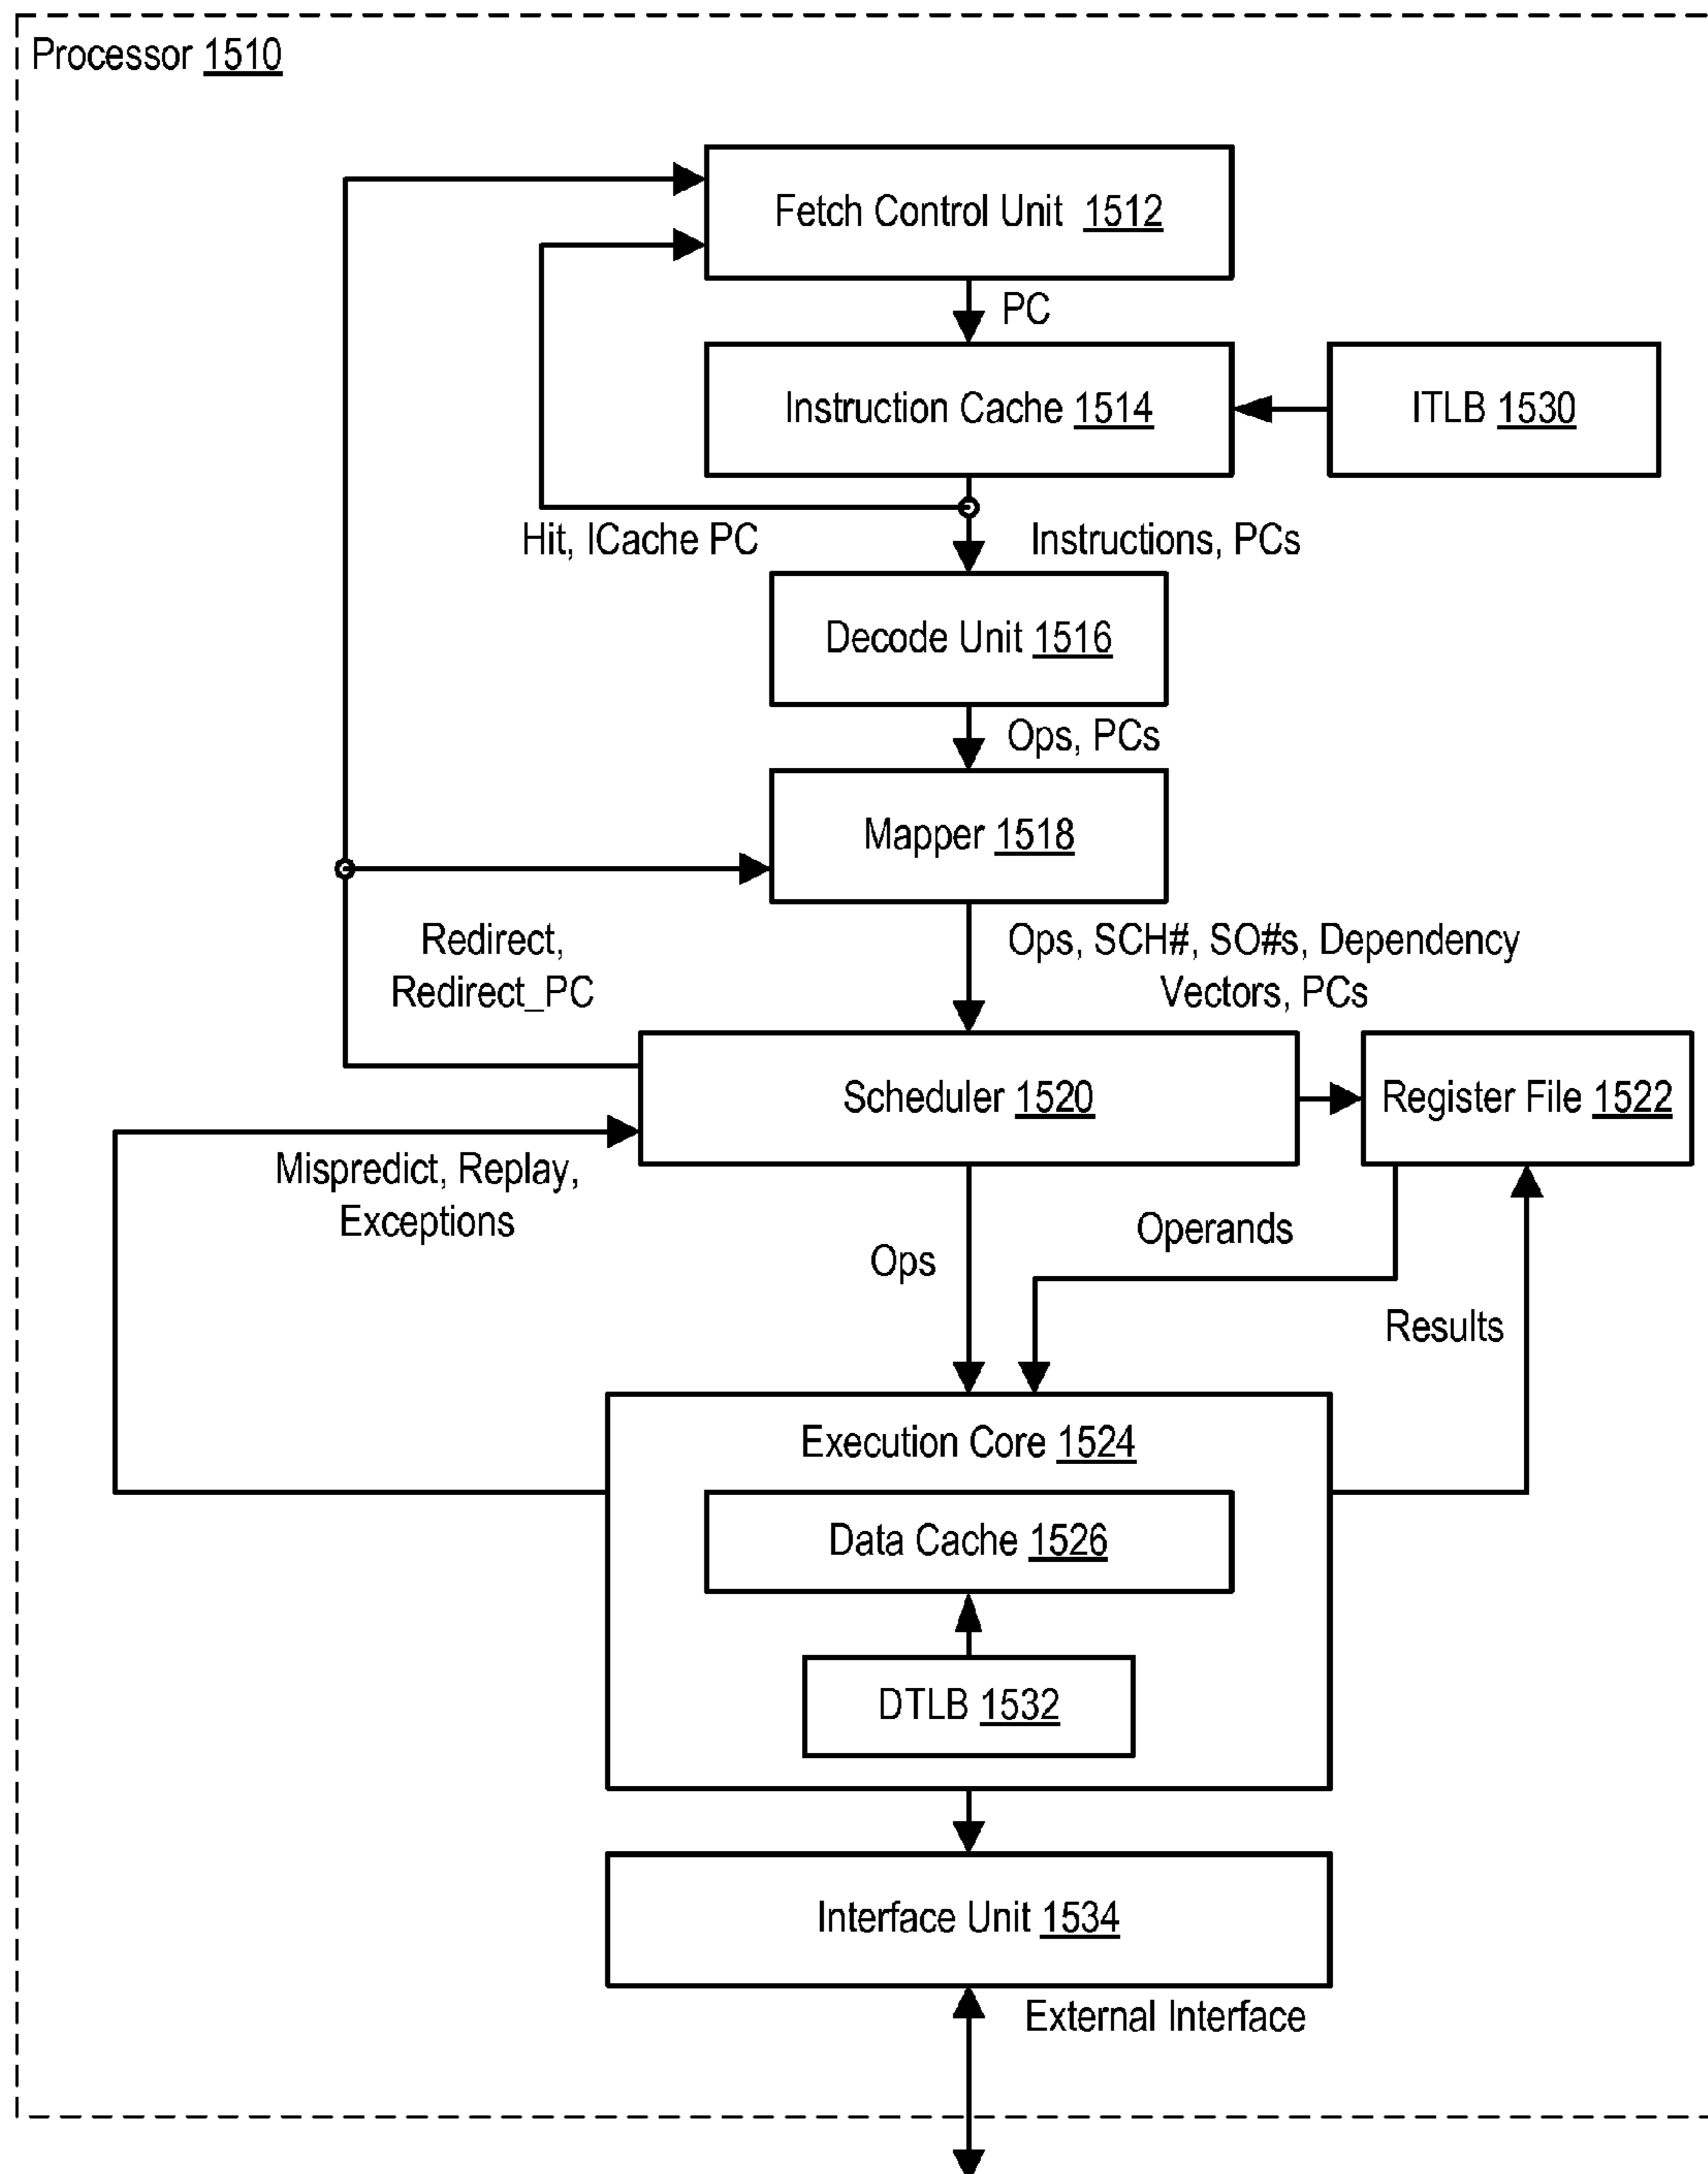 Processor 1510
Fetch Control Unit 1512
PC
Instruction Cache 1514
ITLB 1530
Hit, ICache PC
Instructions, PCs
Decode Unit 1516
Ops, PCs
Mapper 1518
Redirect,
Redirect_PC
Ops, SCH#, SO#s, Dependency
Vectors, PCs
Scheduler 1520
Register File 1522
Mispredict, Replay,
Exceptions
Ops
Operands
Results
Execution Core 1524
Data Cache 1526
DTLB 1532
Interface Unit 1534
External Interface